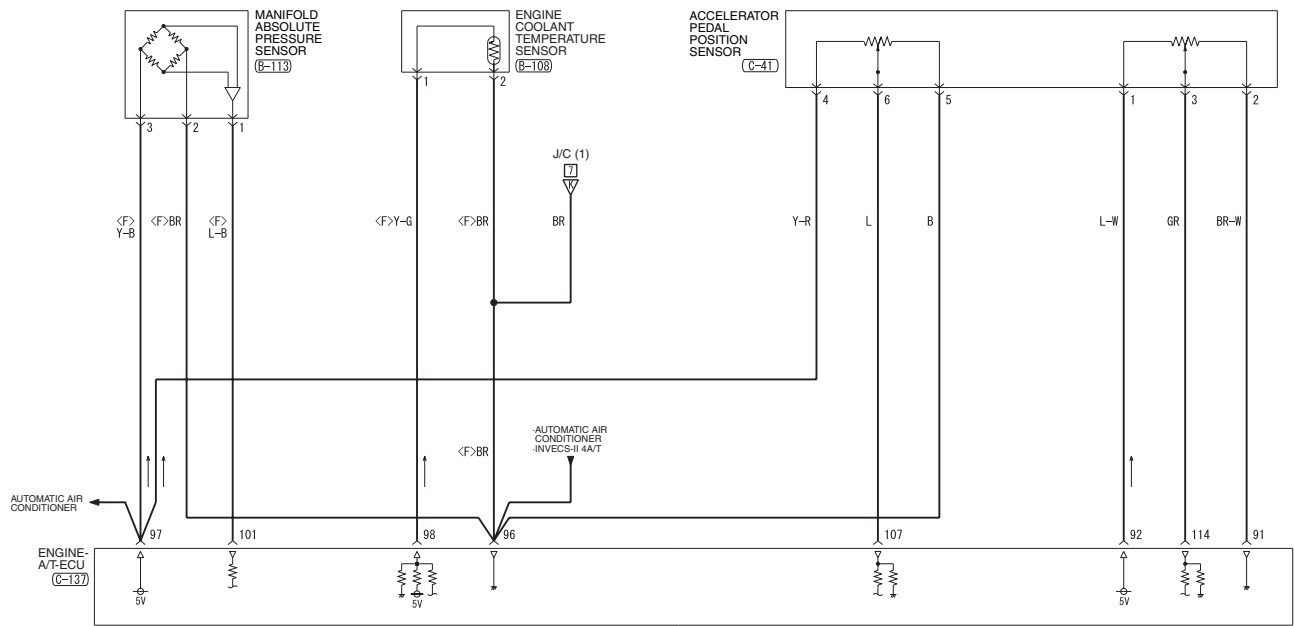 MANIFOLD
ABSOLUTE
PRESSURE
SENSOR
B-113
ENGINE
COOLANT
TEMPERATURE
SENSOR
B-108
ACCELERATOR
PEDAL
POSITION
SENSOR
C-41
3 2 1
1 2
4 6 5 1 3 2
J/C (1)
7
K
<F>
Y-B
<F>BR
<F>
L-B
<F>Y-G
<F>BR
BR
Y-R
L
B
L-W
GR
BR-W
<F>BR
·AUTOMATIC AIR
CONDITIONER
·INVECS-II 4A/T
AUTOMATIC AIR
CONDITIONER
97 101 98 96 107 92 114 91
ENGINE-
A/T-ECU
C-137
5V
5V
5V